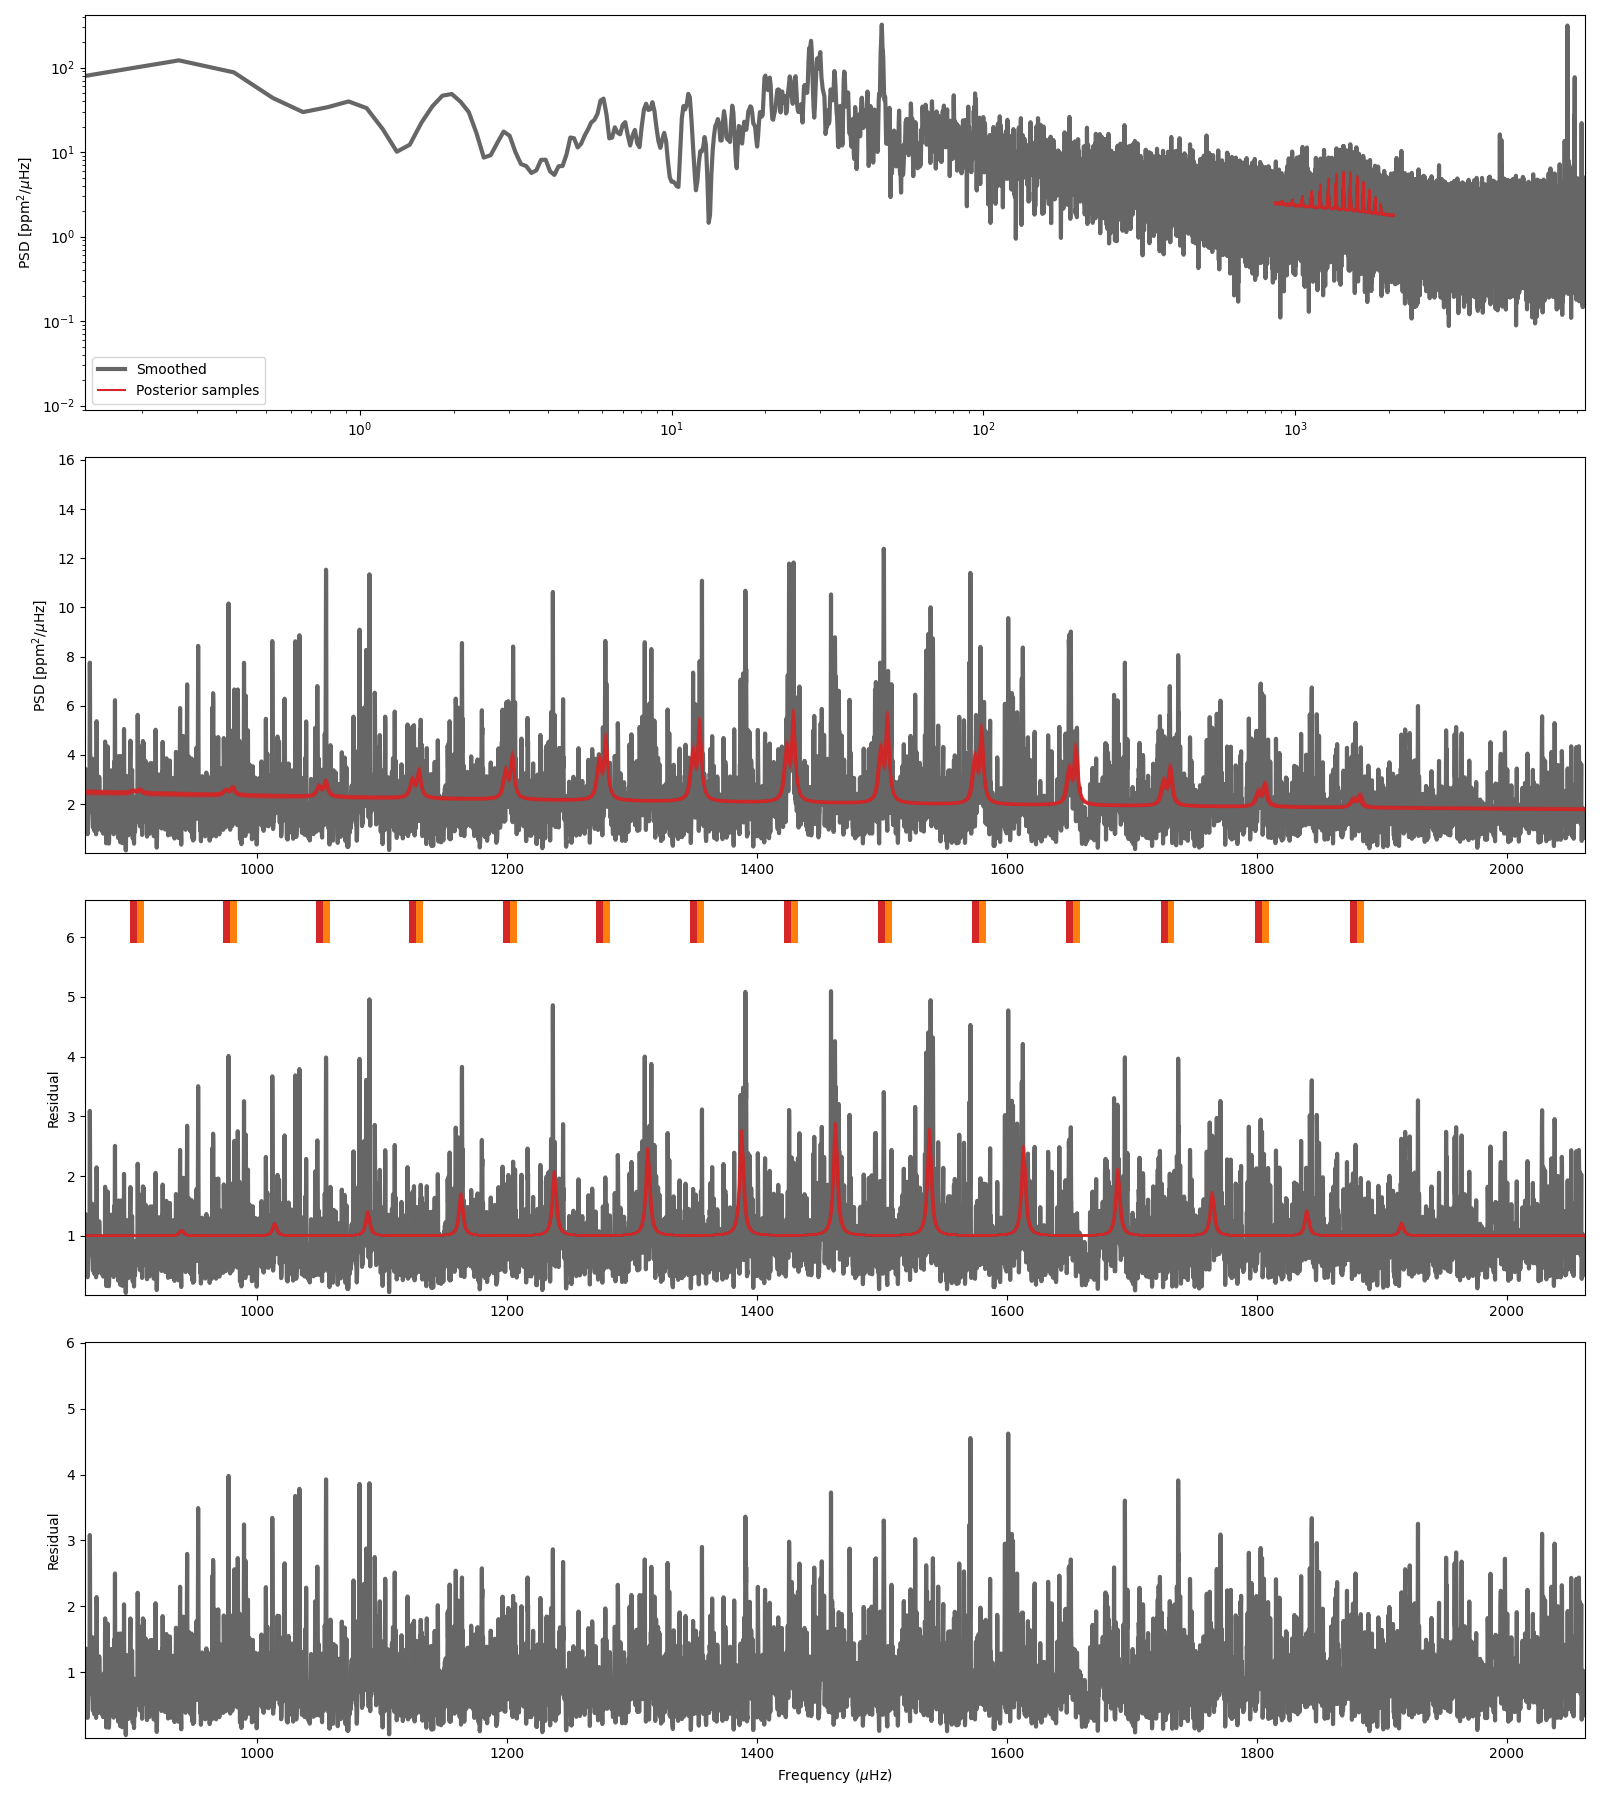 PSD [ppm²/μHz]
10²
10¹
10⁰
10⁻¹
10⁻²
Smoothed
Posterior samples
10⁰ 10¹ 10² 10³
PSD [ppm²/μHz]
16
14
12
10
8
6
4
2
1000 1200 1400 1600 1800 2000
Residual
6
5
4
3
2
1
1000 1200 1400 1600 1800 2000
Residual
6
5
4
3
2
1
1000 1200 1400 1600 1800 2000
Frequency (μHz)